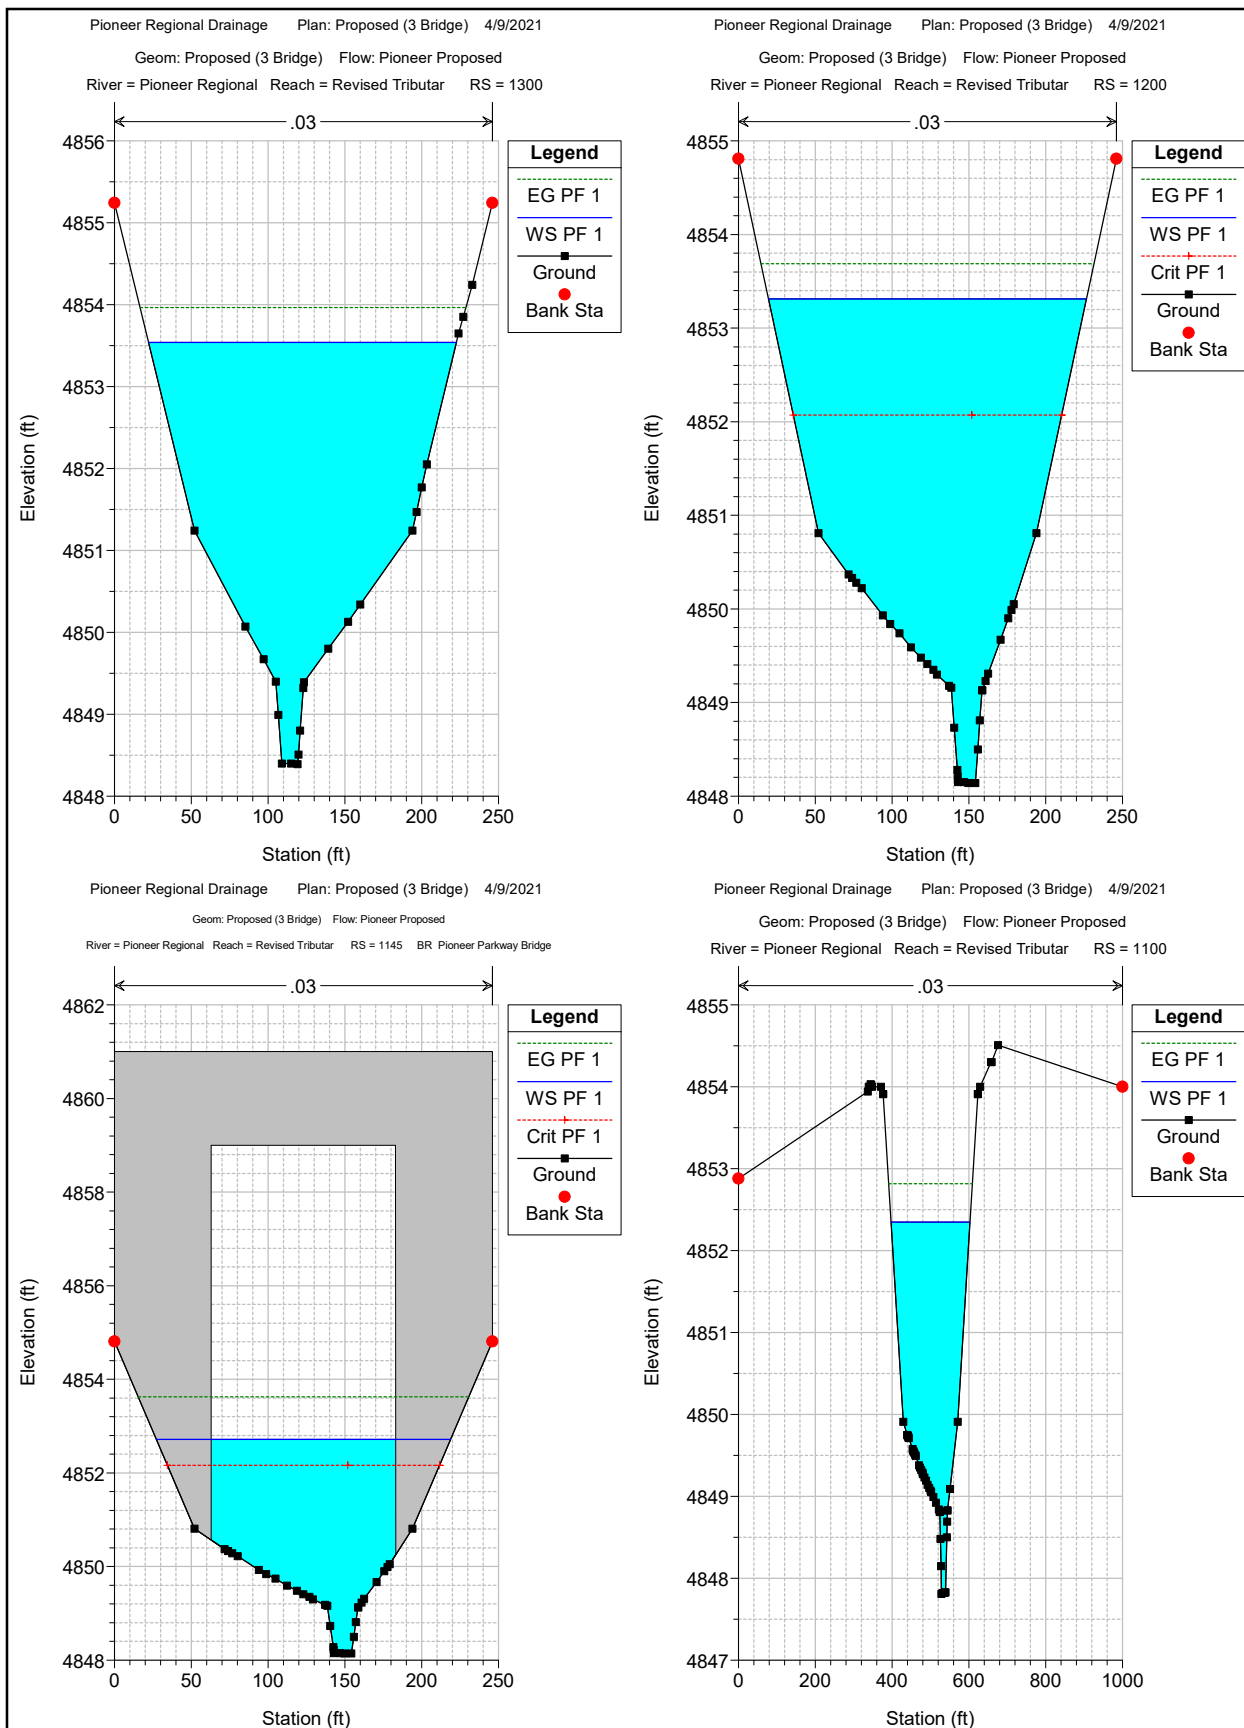 Pioneer Regional Drainage Plan: Proposed (3 Bridge) 4/9/2021
Geom: Proposed (3 Bridge) Flow: Pioneer Proposed
River = Pioneer Regional Reach = Revised Tributar RS = 1300
.03
4856
4855
4854
4853
4852
4851
4850
4849
4848
Elevation (ft)
0 50 100 150 200 250
Station (ft)
Legend
EG PF 1
WS PF 1
Ground
Bank Sta
Pioneer Regional Drainage Plan: Proposed (3 Bridge) 4/9/2021
Geom: Proposed (3 Bridge) Flow: Pioneer Proposed
River = Pioneer Regional Reach = Revised Tributar RS = 1200
.03
4855
4854
4853
4852
4851
4850
4849
4848
Elevation (ft)
0 50 100 150 200 250
Station (ft)
Legend
EG PF 1
WS PF 1
Crit PF 1
Ground
Bank Sta
Pioneer Regional Drainage Plan: Proposed (3 Bridge) 4/9/2021
Geom: Proposed (3 Bridge) Flow: Pioneer Proposed
River = Pioneer Regional Reach = Revised Tributar RS = 1145 BR Pioneer Parkway Bridge
.03
4862
4860
4858
4856
4854
4852
4850
4848
Elevation (ft)
0 50 100 150 200 250
Station (ft)
Legend
EG PF 1
WS PF 1
Crit PF 1
Ground
Bank Sta
Pioneer Regional Drainage Plan: Proposed (3 Bridge) 4/9/2021
Geom: Proposed (3 Bridge) Flow: Pioneer Proposed
River = Pioneer Regional Reach = Revised Tributar RS = 1100
.03
4855
4854
4853
4852
4851
4850
4849
4848
4847
Elevation (ft)
0 200 400 600 800 1000
Station (ft)
Legend
EG PF 1
WS PF 1
Ground
Bank Sta